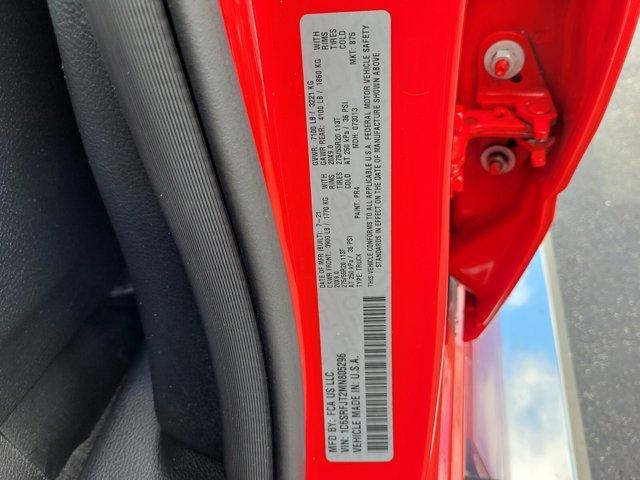 MFD BY: FCA US LLC
VIN: 1C6SRFJT2MN805296
VEHICLE MADE IN: U.S.A.
DATE OF MFR (BUILT): 7-21
GVWR: 7100 LB / 3221 KG
GAWR FRONT: 3900 LB / 1770 KG WITH
20X9.0 RIMS
275/55R20 113T TIRES
AT 250 kPa / 36 PSI COLD
GAWR REAR: 4100 LB / 1860 KG WITH
20X9.0 RIMS
275/55R20 113T TIRES
AT 250 kPa / 36 PSI COLD
TYPE: TRUCK PAINT: PR4 MDH: 073013 MKT: 875
THIS VEHICLE CONFORMS TO ALL APPLICABLE U.S.A. FEDERAL MOTOR VEHICLE SAFETY
STANDARDS IN EFFECT ON THE DATE OF MANUFACTURE SHOWN ABOVE.